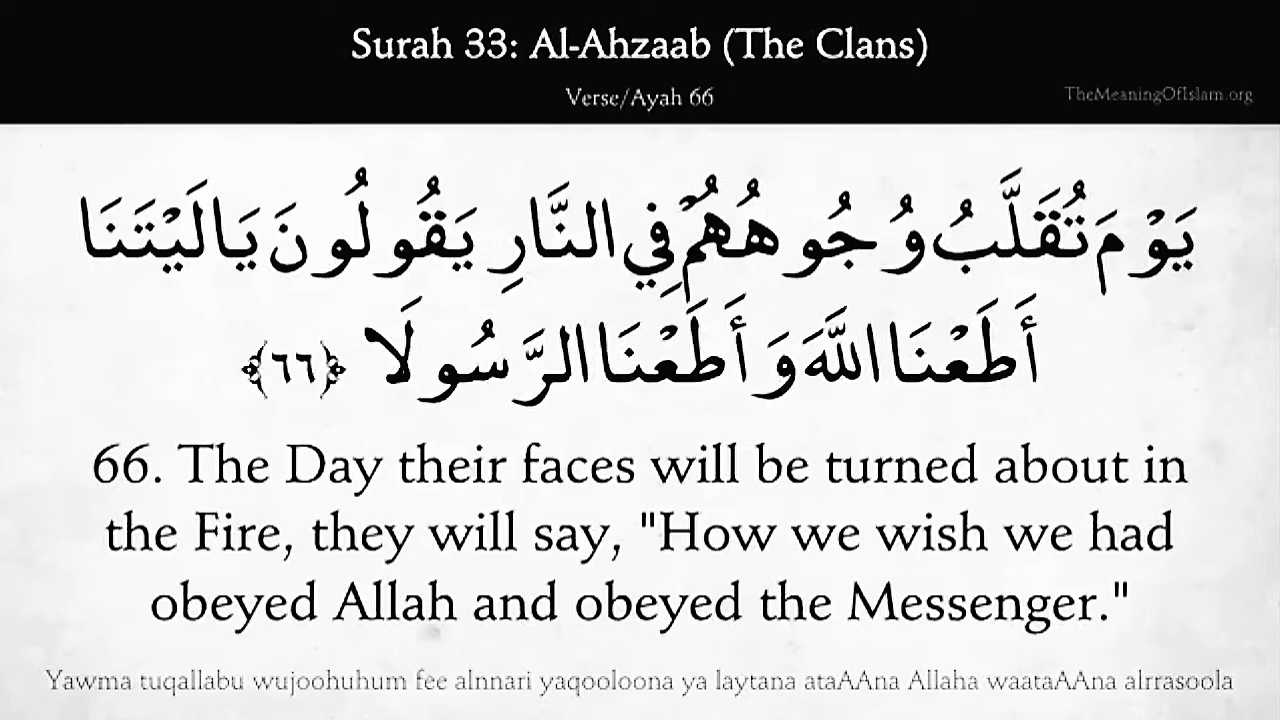 Surah 33: Al-Ahzaab (The Clans)
Verse/Ayah 66
TheMeaningOfIslam.org
يَوْمَ تُقَلَّبُ وُجُوهُهُمْ فِي النَّارِ يَقُولُونَ يَا لَيْتَنَا
أَطَعْنَا اللَّهَ وَأَطَعْنَا الرَّسُولَا ﴿٦٦﴾
66. The Day their faces will be turned about in
the Fire, they will say, "How we wish we had
obeyed Allah and obeyed the Messenger."
Yawma tuqallabu wujoohuhum fee alnnari yaqooloona ya laytana ataAAna Allaha waataAAna alrrasoola